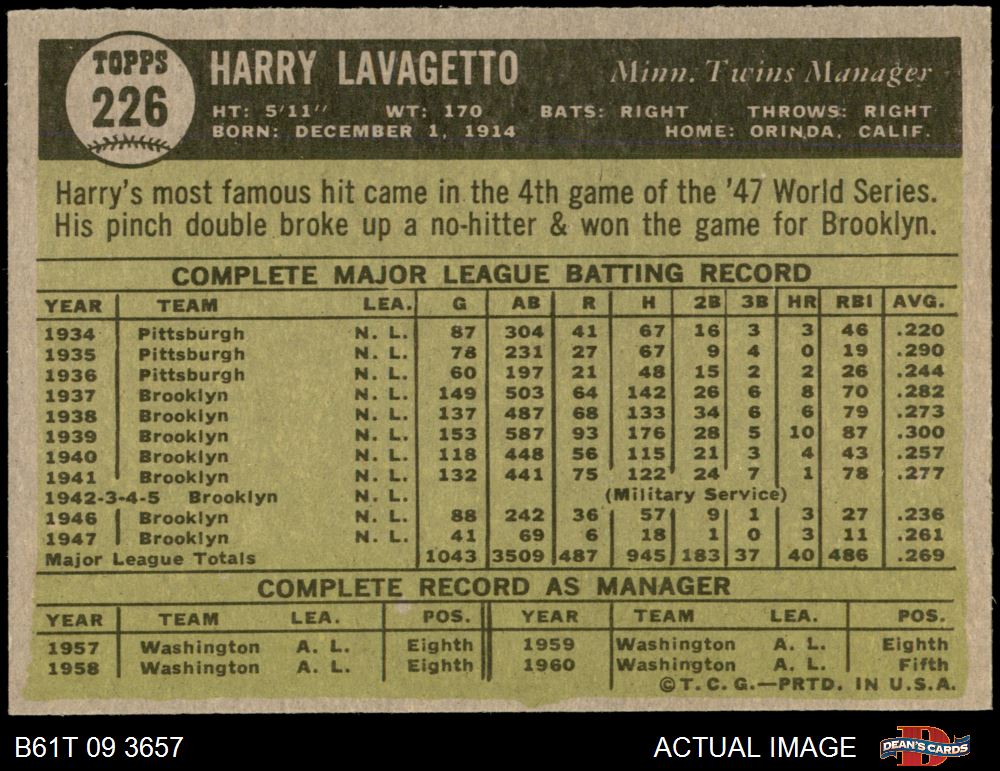 TOPPS
226
HARRY LAVAGETTO Minn. Twins Manager
HT: 5'11" WT: 170 BATS: RIGHT THROWS: RIGHT
BORN: DECEMBER 1, 1914 HOME: ORINDA, CALIF.
Harry's most famous hit came in the 4th game of the '47 World Series.
His pinch double broke up a no-hitter & won the game for Brooklyn.
COMPLETE MAJOR LEAGUE BATTING RECORD
YEAR TEAM LEA. G AB R H 2B 3B HR RBI AVG.
1934 Pittsburgh N. L. 87 304 41 67 16 3 3 46 .220
1935 Pittsburgh N. L. 78 231 27 67 9 4 0 19 .290
1936 Pittsburgh N. L. 60 197 21 48 15 2 2 26 .244
1937 Brooklyn N. L. 149 503 64 142 26 6 8 70 .282
1938 Brooklyn N. L. 137 487 68 133 34 6 6 79 .273
1939 Brooklyn N. L. 153 587 93 176 28 5 10 87 .300
1940 Brooklyn N. L. 118 448 56 115 21 3 4 43 .257
1941 Brooklyn N. L. 132 441 75 122 24 7 1 78 .277
1942-3-4-5 Brooklyn N. L. (Military Service)
1946 Brooklyn N. L. 88 242 36 57 9 1 3 27 .236
1947 Brooklyn N. L. 41 69 6 18 1 0 3 11 .261
Major League Totals 1043 3509 487 945 183 37 40 486 .269
COMPLETE RECORD AS MANAGER
YEAR TEAM LEA. POS. YEAR TEAM LEA. POS.
1957 Washington A. L. Eighth 1959 Washington A. L. Eighth
1958 Washington A. L. Eighth 1960 Washington A. L. Fifth
©T. C. G.—PRTD. IN U.S.A.
B61T 09 3657 ACTUAL IMAGE DEAN'S CARDS